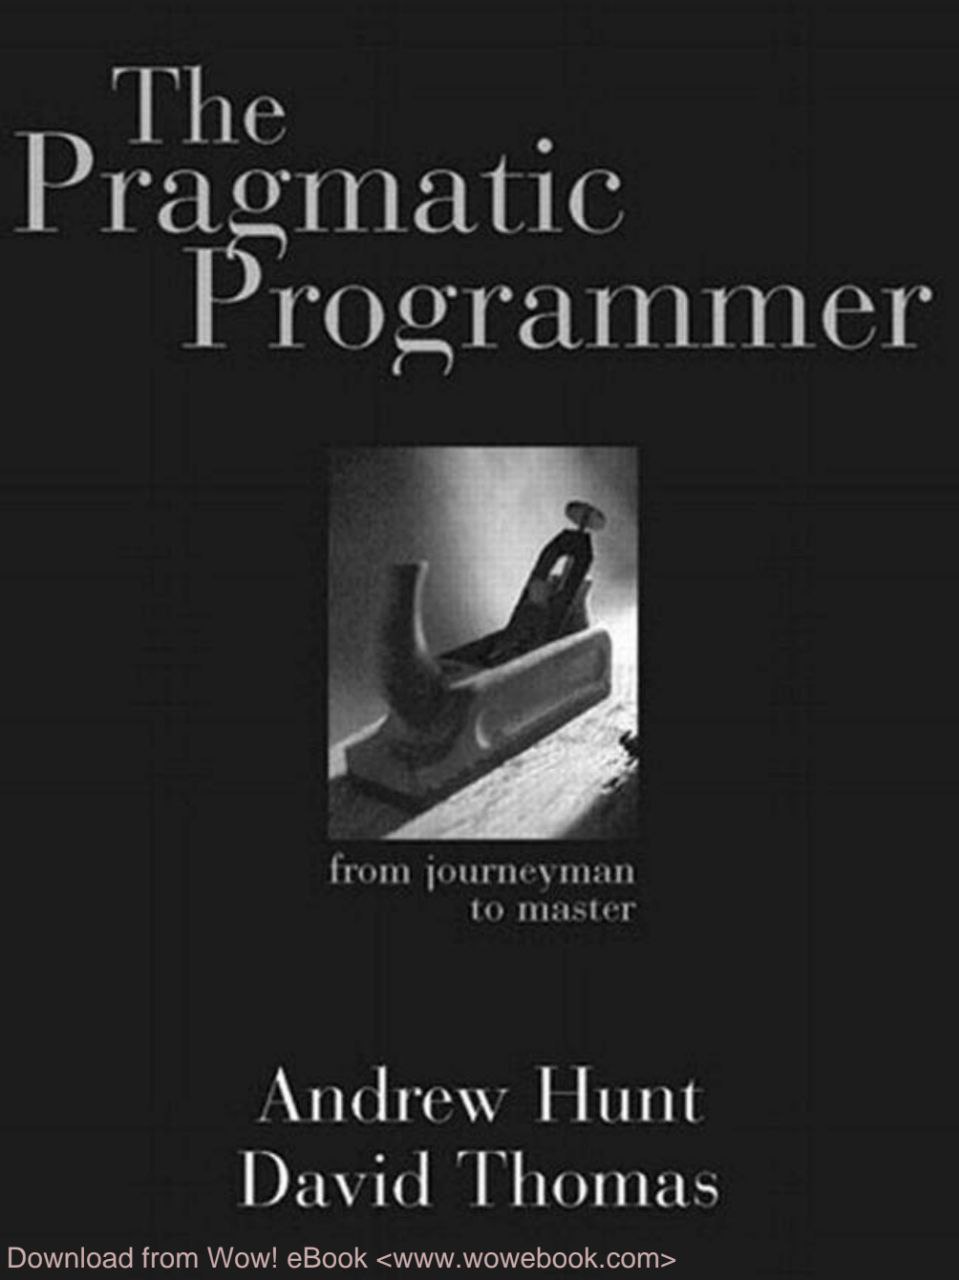 The
Pragmatic
Programmer
from journeyman
to master
Andrew Hunt
David Thomas
Download from Wow! eBook <www.wowebook.com>